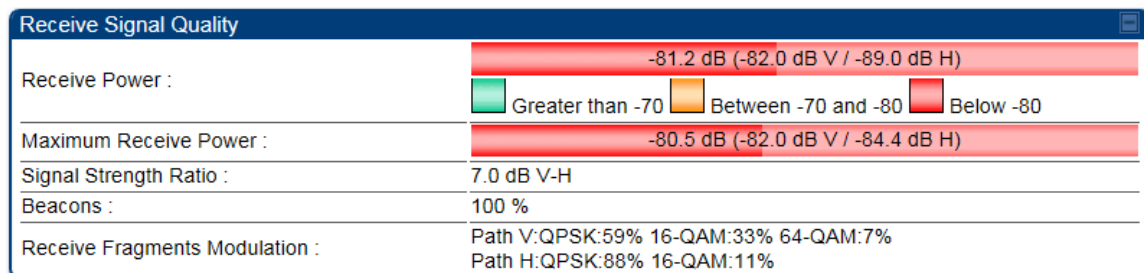 Receive Signal Quality
Receive Power :
-81.2 dB (-82.0 dB V / -89.0 dB H)
Greater than -70 Between -70 and -80 Below -80
Maximum Receive Power :
-80.5 dB (-82.0 dB V / -84.4 dB H)
Signal Strength Ratio :
7.0 dB V-H
Beacons :
100 %
Receive Fragments Modulation :
Path V:QPSK:59% 16-QAM:33% 64-QAM:7%
Path H:QPSK:88% 16-QAM:11%